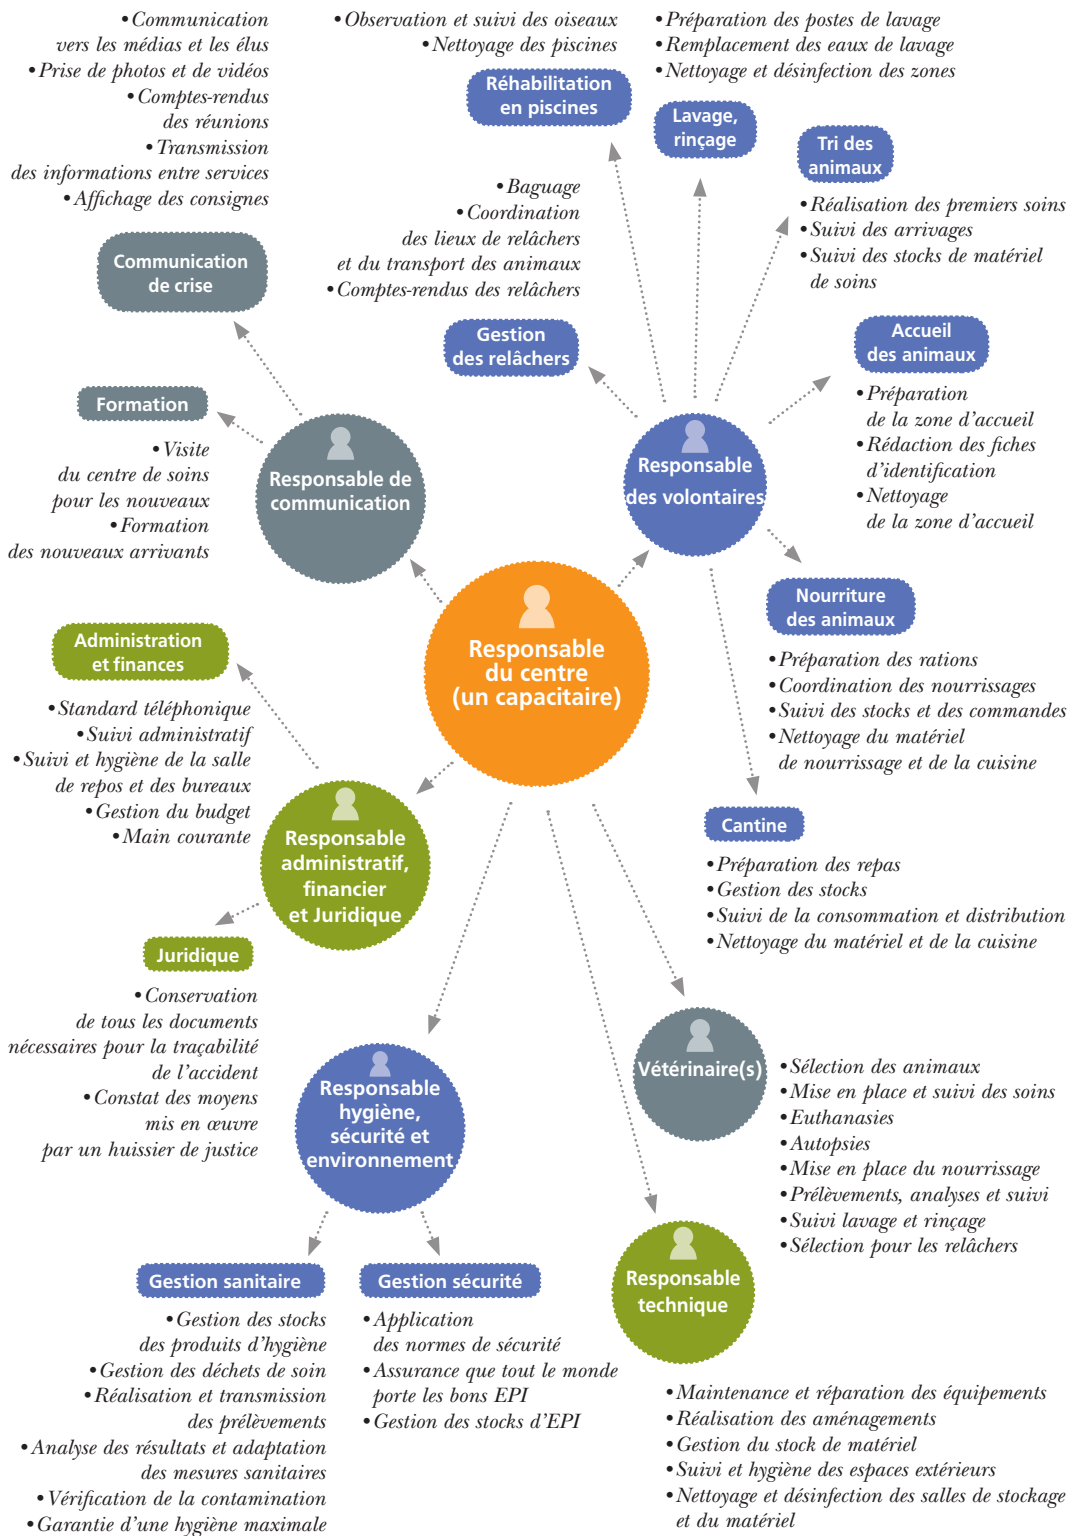 • Communication
vers les médias et les élus
• Prise de photos et de vidéos
• Comptes-rendus
des réunions
• Transmission
des informations entre services
• Affichage des consignes
Communication
de crise
• Observation et suivi des oiseaux
• Nettoyage des piscines
Réhabilitation
en piscines
• Préparation des postes de lavage
• Remplacement des eaux de lavage
• Nettoyage et désinfection des zones
Lavage,
rinçage
Tri des
animaux
• Réalisation des premiers soins
• Suivi des arrivages
• Suivi des stocks de matériel
de soins
• Baguage
• Coordination
des lieux de relâchers
et du transport des animaux
• Comptes-rendus des relâchers
Gestion
des relâchers
Accueil
des animaux
• Préparation
de la zone d'accueil
• Rédaction des fiches
d'identification
• Nettoyage
de la zone d'accueil
Formation
• Visite
du centre de soins
pour les nouveaux
• Formation
des nouveaux arrivants
Responsable de
communication
Responsable
des volontaires
Nourriture
des animaux
• Préparation des rations
• Coordination des nourrissages
• Suivi des stocks et des commandes
• Nettoyage du matériel
de nourrissage et de la cuisine
Responsable
du centre
(un capacitaire)
Administration
et finances
• Standard téléphonique
• Suivi administratif
• Suivi et hygiène de la salle
de repos et des bureaux
• Gestion du budget
• Main courante
Responsable
administratif,
financier
et Juridique
Cantine
• Préparation des repas
• Gestion des stocks
• Suivi de la consommation et distribution
• Nettoyage du matériel et de la cuisine
Juridique
• Conservation
de tous les documents
nécessaires pour la traçabilité
de l'accident
• Constat des moyens
mis en œuvre
par un huissier de justice
Responsable
hygiène,
sécurité et
environnement
Vétérinaire(s)
• Sélection des animaux
• Mise en place et suivi des soins
• Euthanasies
• Autopsies
• Mise en place du nourrissage
• Prélèvements, analyses et suivi
• Suivi lavage et rinçage
• Sélection pour les relâchers
Gestion sanitaire
• Gestion des stocks
des produits d'hygiène
• Gestion des déchets de soin
• Réalisation et transmission
des prélèvements
• Analyse des résultats et adaptation
des mesures sanitaires
• Vérification de la contamination
• Garantie d'une hygiène maximale
Gestion sécurité
• Application
des normes de sécurité
• Assurance que tout le monde
porte les bons EPI
• Gestion des stocks d'EPI
Responsable
technique
• Maintenance et réparation des équipements
• Réalisation des aménagements
• Gestion du stock de matériel
• Suivi et hygiène des espaces extérieurs
• Nettoyage et désinfection des salles de stockage
et du matériel